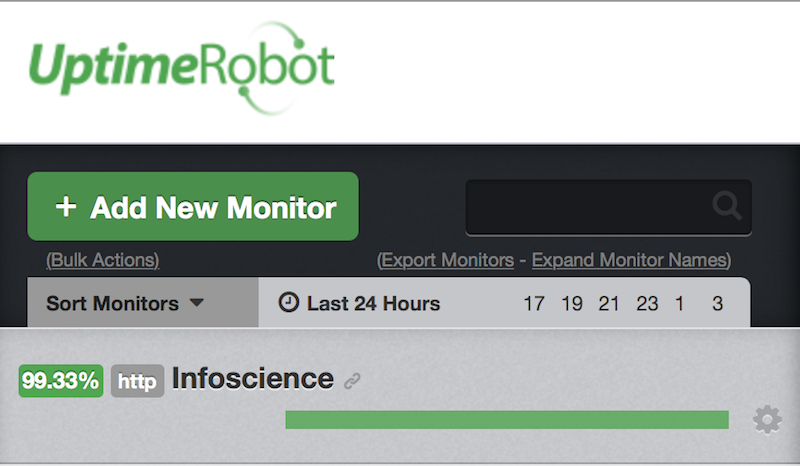 UptimeRobot
+ Add New Monitor
(Bulk Actions) (Export Monitors - Expand Monitor Names)
Sort Monitors Last 24 Hours 17 19 21 23 1 3
99.33% http Infoscience